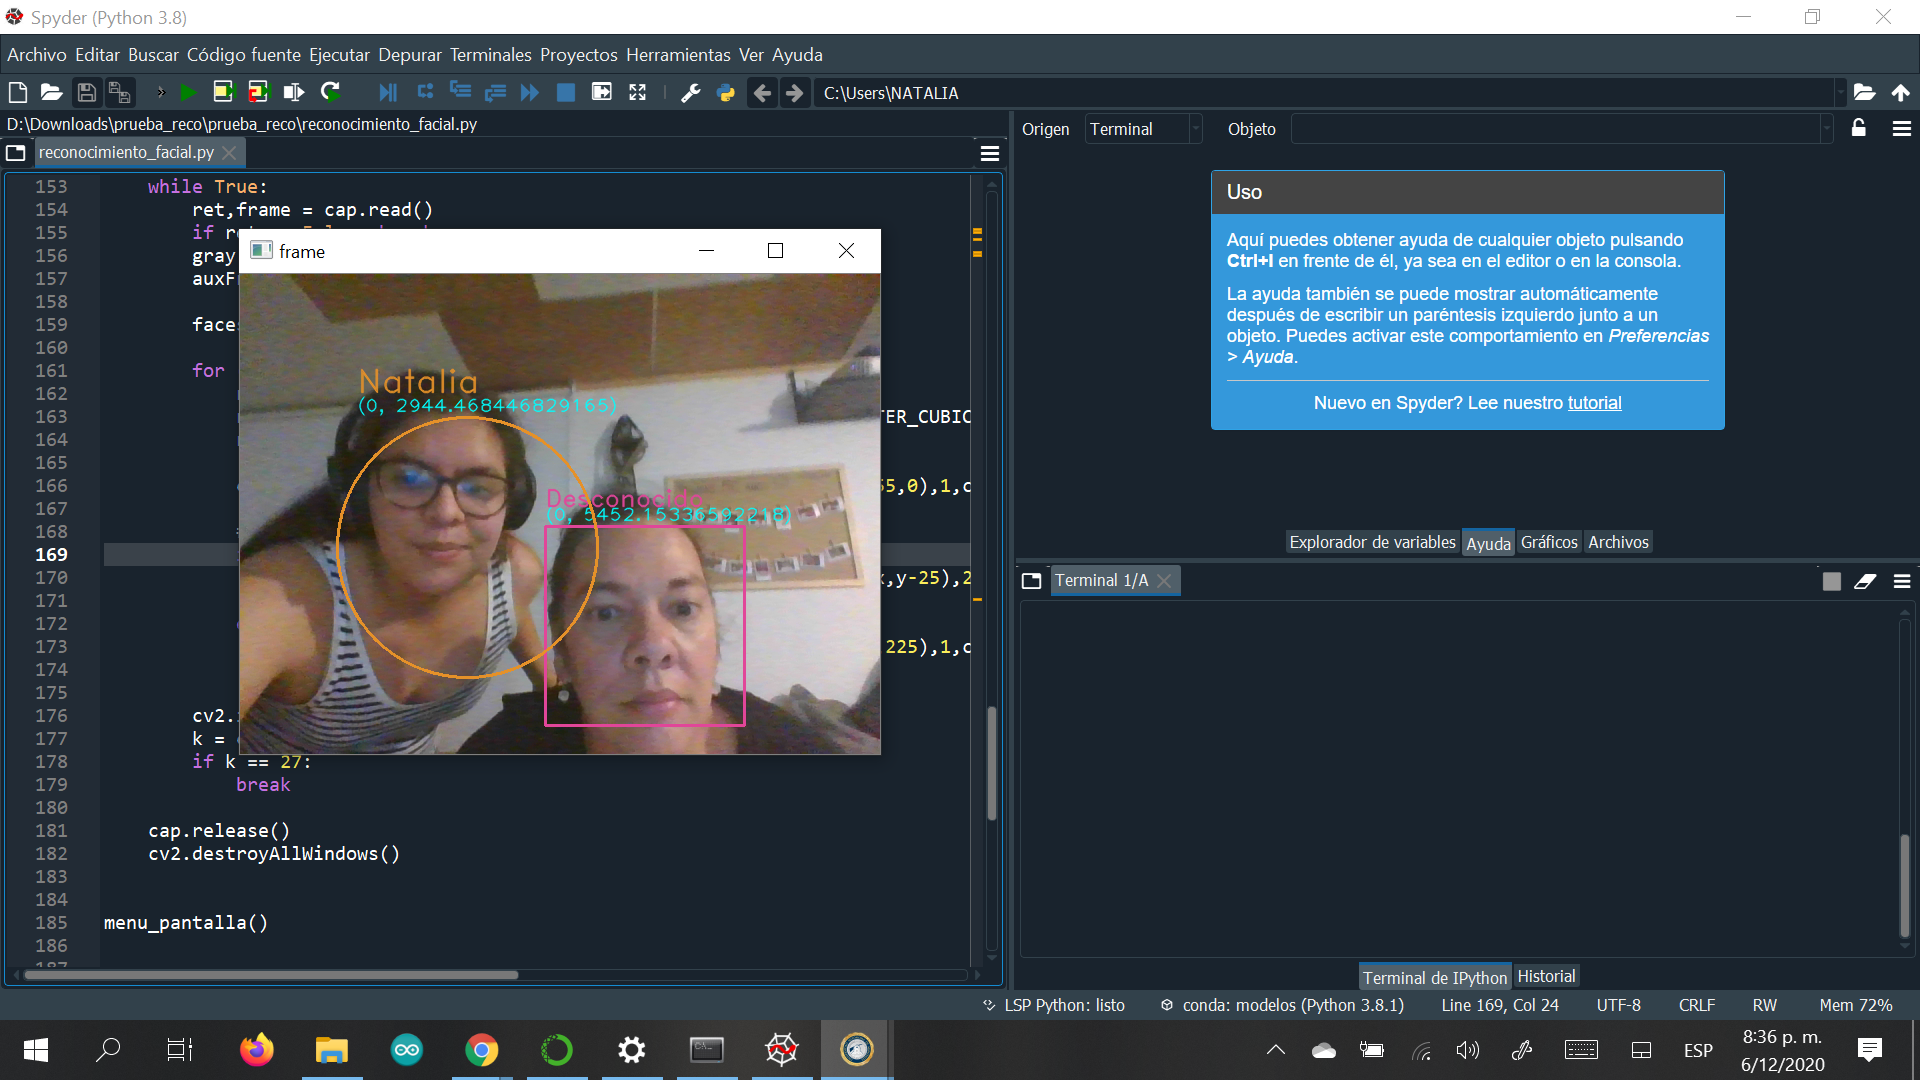 Spyder (Python 3.8)
Archivo Editar Buscar Código fuente Ejecutar Depurar Terminales Proyectos Herramientas Ver Ayuda
C:\Users\NATALIA
D:\Downloads\prueba_reco\prueba_reco\reconocimiento_facial.py
reconocimiento_facial.py
153 while True:
154 ret,frame = cap.read()
155 if
156 gray
157
158
159
160
161 for
162
163 TER_CUBIC
164
165
166 55,0),1,c
167
168
169
170 ,y-25),2
171
172
173 225),1,c
174
175
176 cv2.
177 k =
178 if k == 27:
179 break
180
181 cap.release()
182 cv2.destroyAllWindows()
183
184
185 menu_pantalla()
186
frame
Natalia
(0, 2944.468446829165)
Desconocido
(0, 5452.15336592218)
Origen Terminal Objeto
Uso
Aquí puedes obtener ayuda de cualquier objeto pulsando
Ctrl+I en frente de él, ya sea en el editor o en la consola.
La ayuda también se puede mostrar automáticamente
después de escribir un paréntesis izquierdo junto a un
objeto. Puedes activar este comportamiento en Preferencias
> Ayuda.
Nuevo en Spyder? Lee nuestro tutorial
Explorador de variables Ayuda Gráficos Archivos
Terminal 1/A
Terminal de IPython Historial
LSP Python: listo conda: modelos (Python 3.8.1) Line 169, Col 24 UTF-8 CRLF RW Mem 72%
ESP
8:36 p. m.
6/12/2020